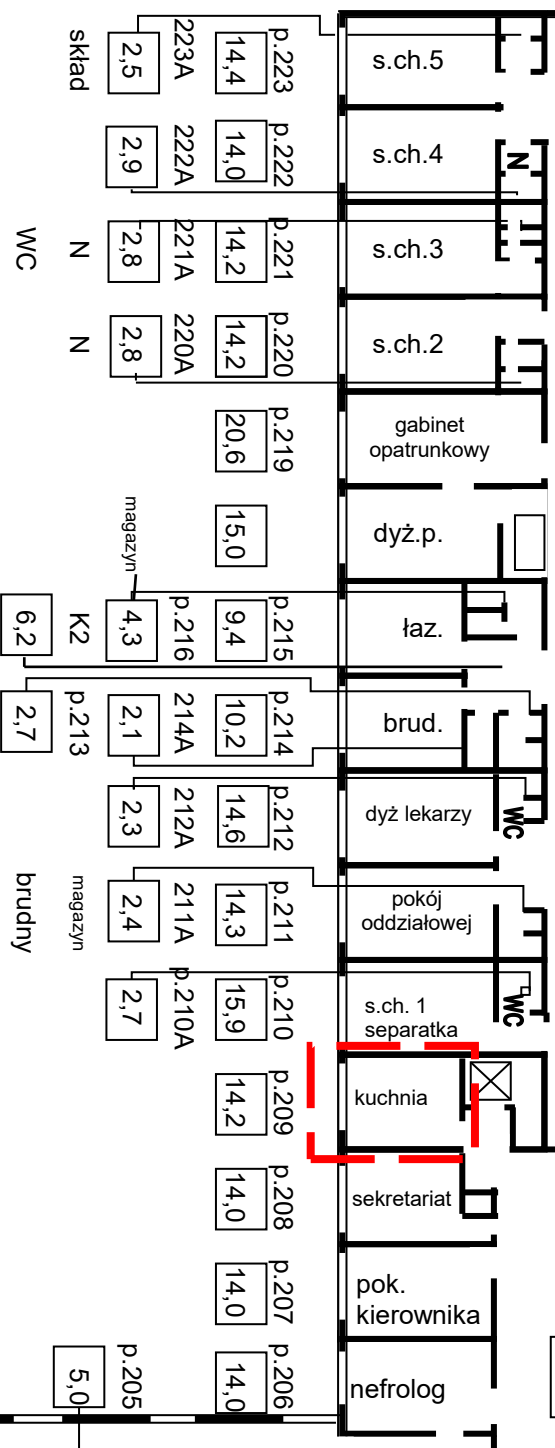 skład
2,5
223A
14,4
p.223
s.ch.5
2,9
222A
14,0
p.222
s.ch.4
N
WC
N
2,8
221A
14,2
p.221
s.ch.3
N
2,8
220A
14,2
p.220
s.ch.2
20,6
p.219
gabinet
opatrunkowy
magazyn
15,0
dyż.p.
6,2
K2
4,3
p.216
9,4
p.215
łaz.
2,7
p.213
2,1
214A
10,2
p.214
brud.
2,3
212A
14,6
p.212
dyż lekarzy
WC
brudny
magazyn
2,4
211A
14,3
p.211
pokój
oddziałowej
2,7
p.210A
15,9
p.210
s.ch. 1
separatka
WC
14,2
p.209
kuchnia
14,0
p.208
sekretariat
14,0
p.207
pok.
kierownika
5,0
p.205
14,0
p.206
nefrolog